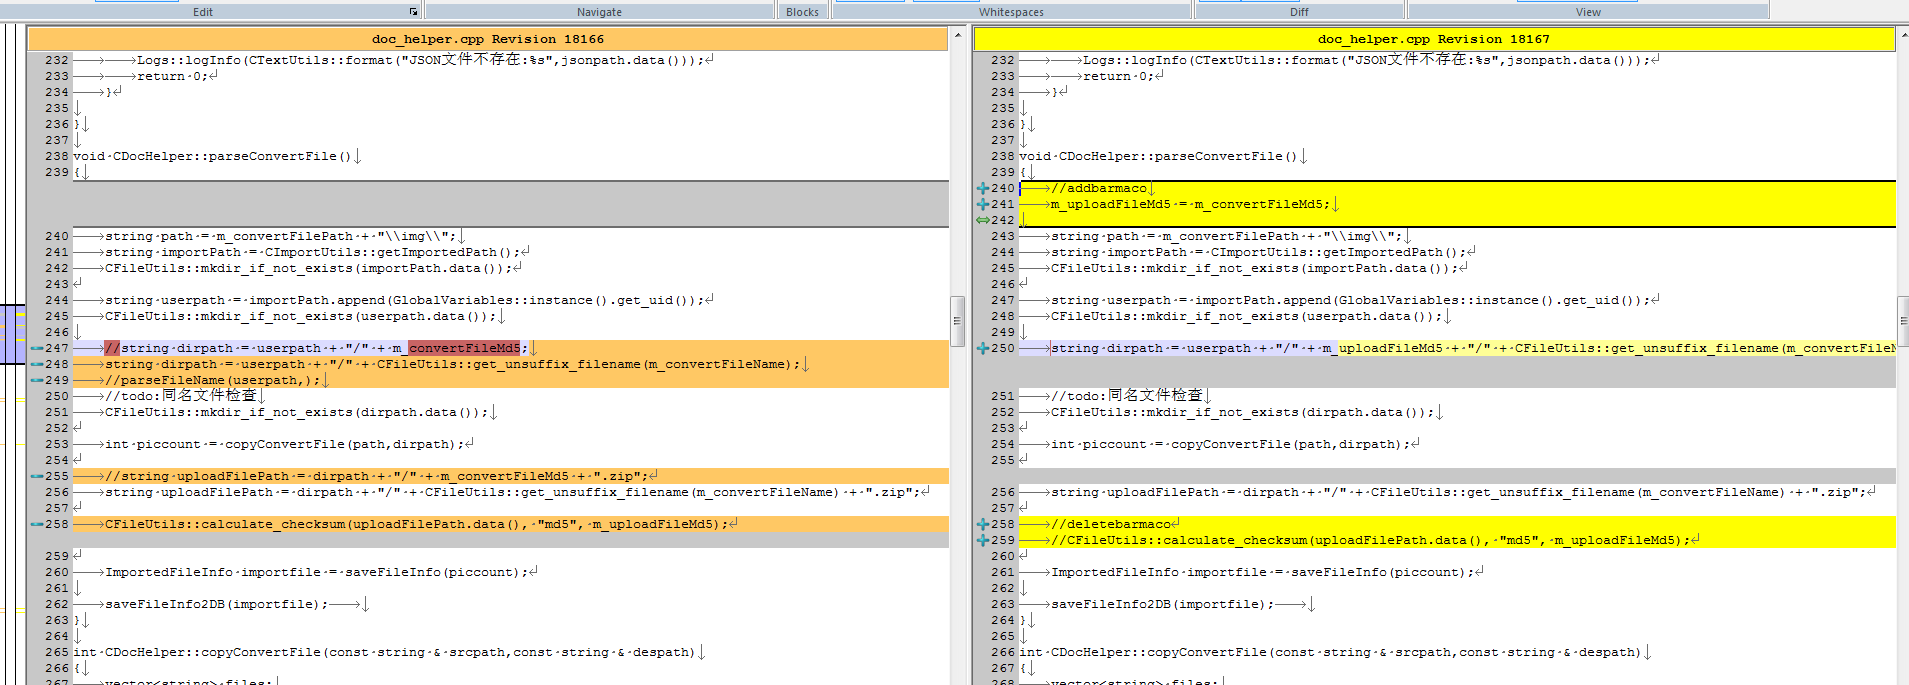 Edit Navigate Blocks Whitespaces Diff View
doc_helper.cpp Revision 18166
232 Logs::logInfo(CTextUtils::format("JSON文件不存在:%s",jsonpath.data()));
233 return 0;
234 }
235
236 }
237
238 void CDocHelper::parseConvertFile()
239 {
240 string path = m_convertFilePath + "\\img\\";
241 string importPath = CImportUtils::getImportedPath();
242 CFileUtils::mkdir_if_not_exists(importPath.data());
243
244 string userpath = importPath.append(GlobalVariables::instance().get_uid());
245 CFileUtils::mkdir_if_not_exists(userpath.data());
246
247 //string dirpath = userpath + "/" + m_convertFileMd5;
248 string dirpath = userpath + "/" + CFileUtils::get_unsuffix_filename(m_convertFileName);
249 //parseFileName(userpath,);
250 //todo:同名文件检查
251 CFileUtils::mkdir_if_not_exists(dirpath.data());
252
253 int piccount = copyConvertFile(path,dirpath);
254
255 //string uploadFilePath = dirpath + "/" + m_convertFileMd5 + ".zip";
256 string uploadFilePath = dirpath + "/" + CFileUtils::get_unsuffix_filename(m_convertFileName) + ".zip";
257
258 CFileUtils::calculate_checksum(uploadFilePath.data(), "md5", m_uploadFileMd5);
259
260 ImportedFileInfo importfile = saveFileInfo(piccount);
261
262 saveFileInfo2DB(importfile);
263 }
264
265 int CDocHelper::copyConvertFile(const string & srcpath,const string & despath)
266 {
267 vector<string> files;
doc_helper.cpp Revision 18167
232 Logs::logInfo(CTextUtils::format("JSON文件不存在:%s",jsonpath.data()));
233 return 0;
234 }
235
236 }
237
238 void CDocHelper::parseConvertFile()
239 {
240 //addbarmaco
241 m_uploadFileMd5 = m_convertFileMd5;
242
243 string path = m_convertFilePath + "\\img\\";
244 string importPath = CImportUtils::getImportedPath();
245 CFileUtils::mkdir_if_not_exists(importPath.data());
246
247 string userpath = importPath.append(GlobalVariables::instance().get_uid());
248 CFileUtils::mkdir_if_not_exists(userpath.data());
249
250 string dirpath = userpath + "/" + m_uploadFileMd5 + "/" + CFileUtils::get_unsuffix_filename(m_convertFileN
251 //todo:同名文件检查
252 CFileUtils::mkdir_if_not_exists(dirpath.data());
253
254 int piccount = copyConvertFile(path,dirpath);
255
256 string uploadFilePath = dirpath + "/" + CFileUtils::get_unsuffix_filename(m_convertFileName) + ".zip";
257
258 //deletebarmaco
259 //CFileUtils::calculate_checksum(uploadFilePath.data(), "md5", m_uploadFileMd5);
260
261 ImportedFileInfo importfile = saveFileInfo(piccount);
262
263 saveFileInfo2DB(importfile);
264 }
265
266 int CDocHelper::copyConvertFile(const string & srcpath,const string & despath)
267 {
268 vector<string> files;